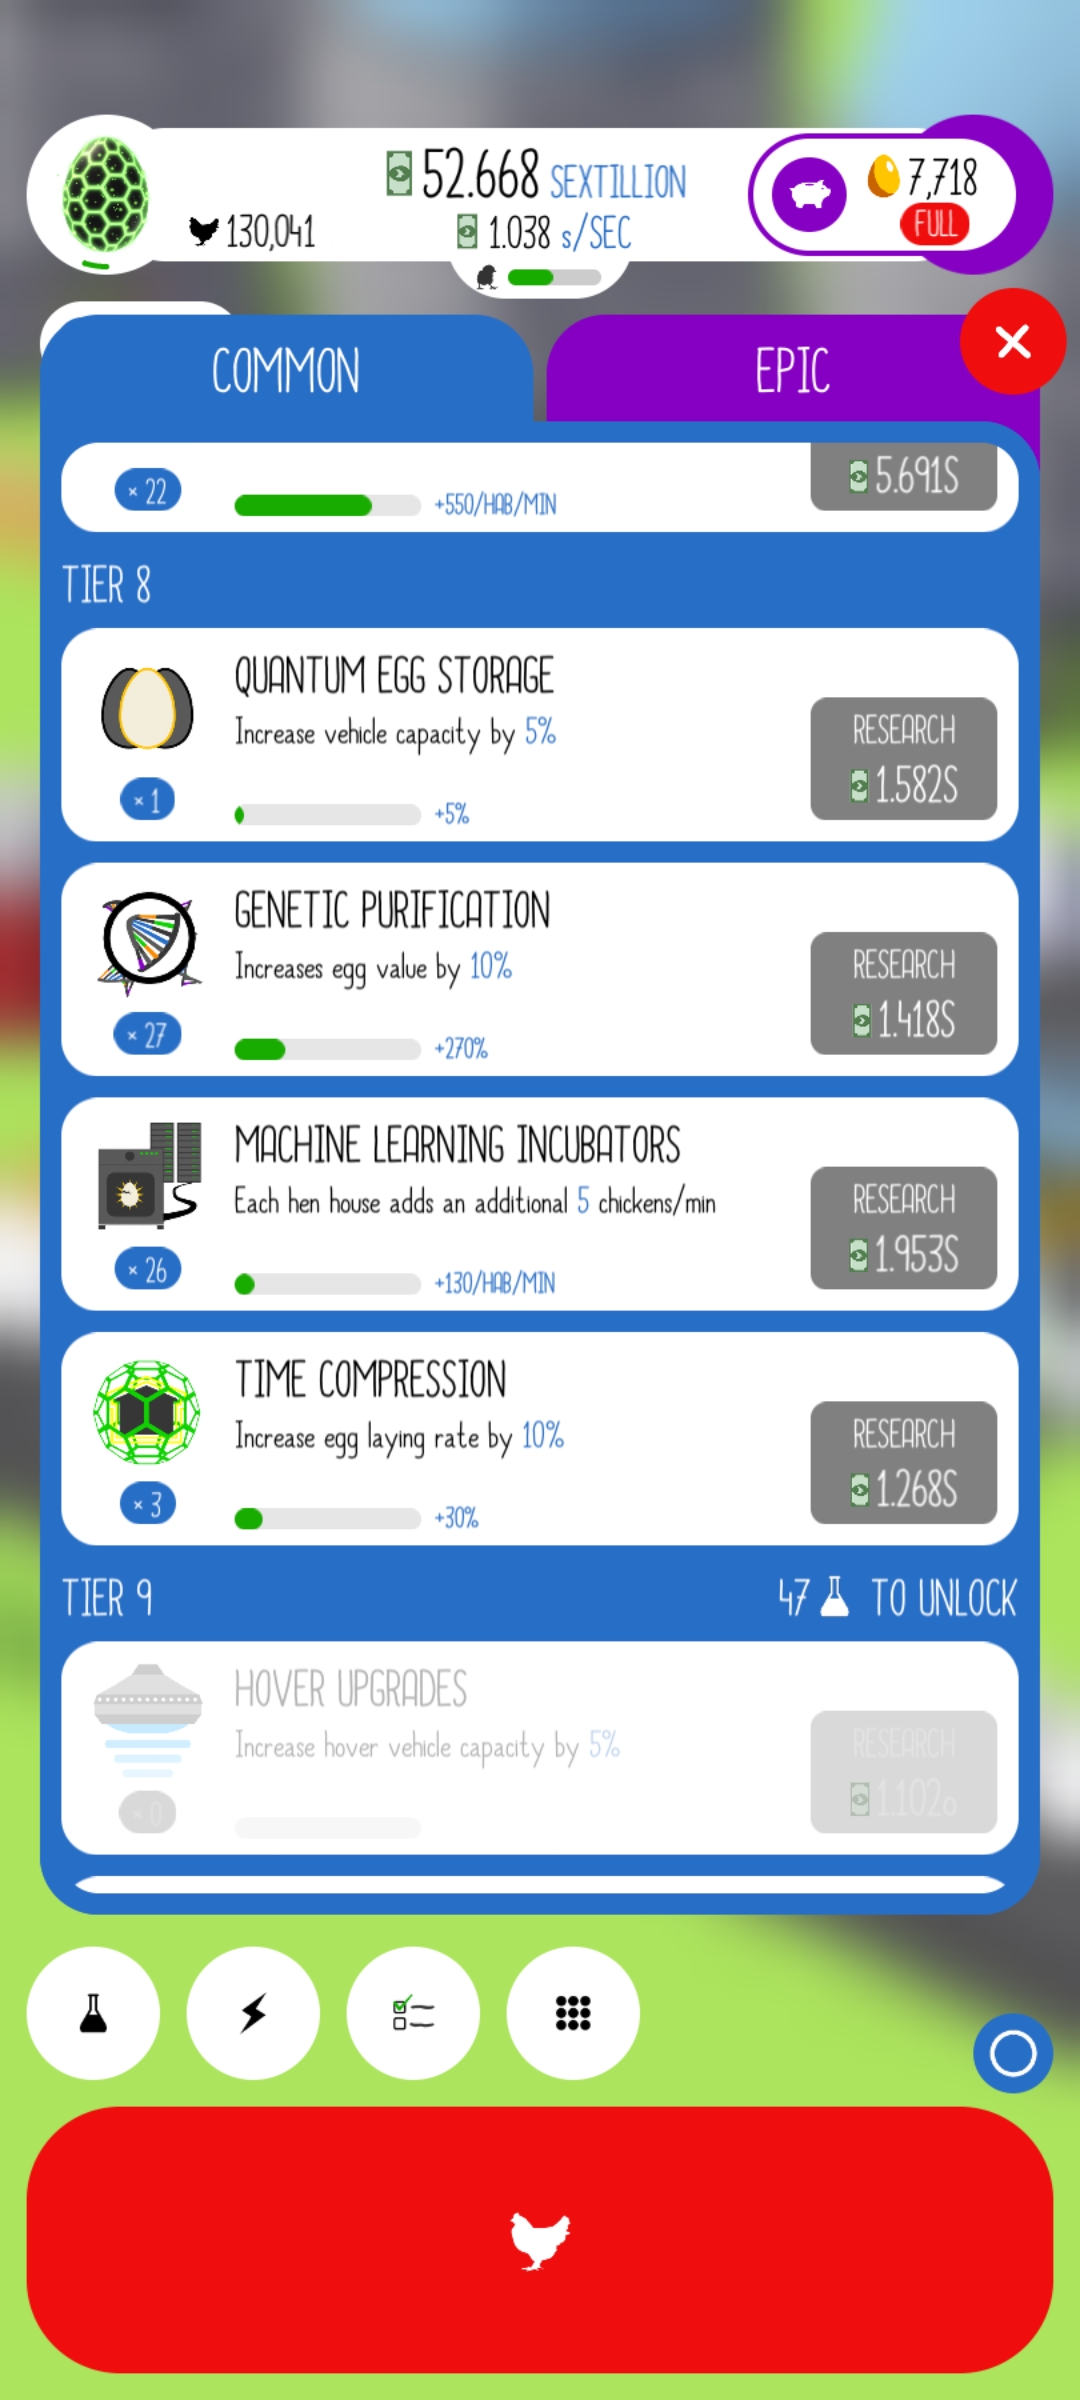 52.668 SEXTILLION
7,718
130,041
1.038 s/SEC
FULL
COMMON
EPIC
× 22
+550/HAB/MIN
5.691S
TIER 8
QUANTUM EGG STORAGE
Increase vehicle capacity by 5%
RESEARCH
1.582S
× 1
+5%
GENETIC PURIFICATION
Increases egg value by 10%
RESEARCH
1.418S
× 27
+270%
MACHINE LEARNING INCUBATORS
Each hen house adds an additional 5 chickens/min
RESEARCH
1.953S
× 26
+130/HAB/MIN
TIME COMPRESSION
Increase egg laying rate by 10%
RESEARCH
1.268S
× 3
+30%
TIER 9
47 TO UNLOCK
HOVER UPGRADES
Increase hover vehicle capacity by 5%
RESEARCH
1.102o
× 0